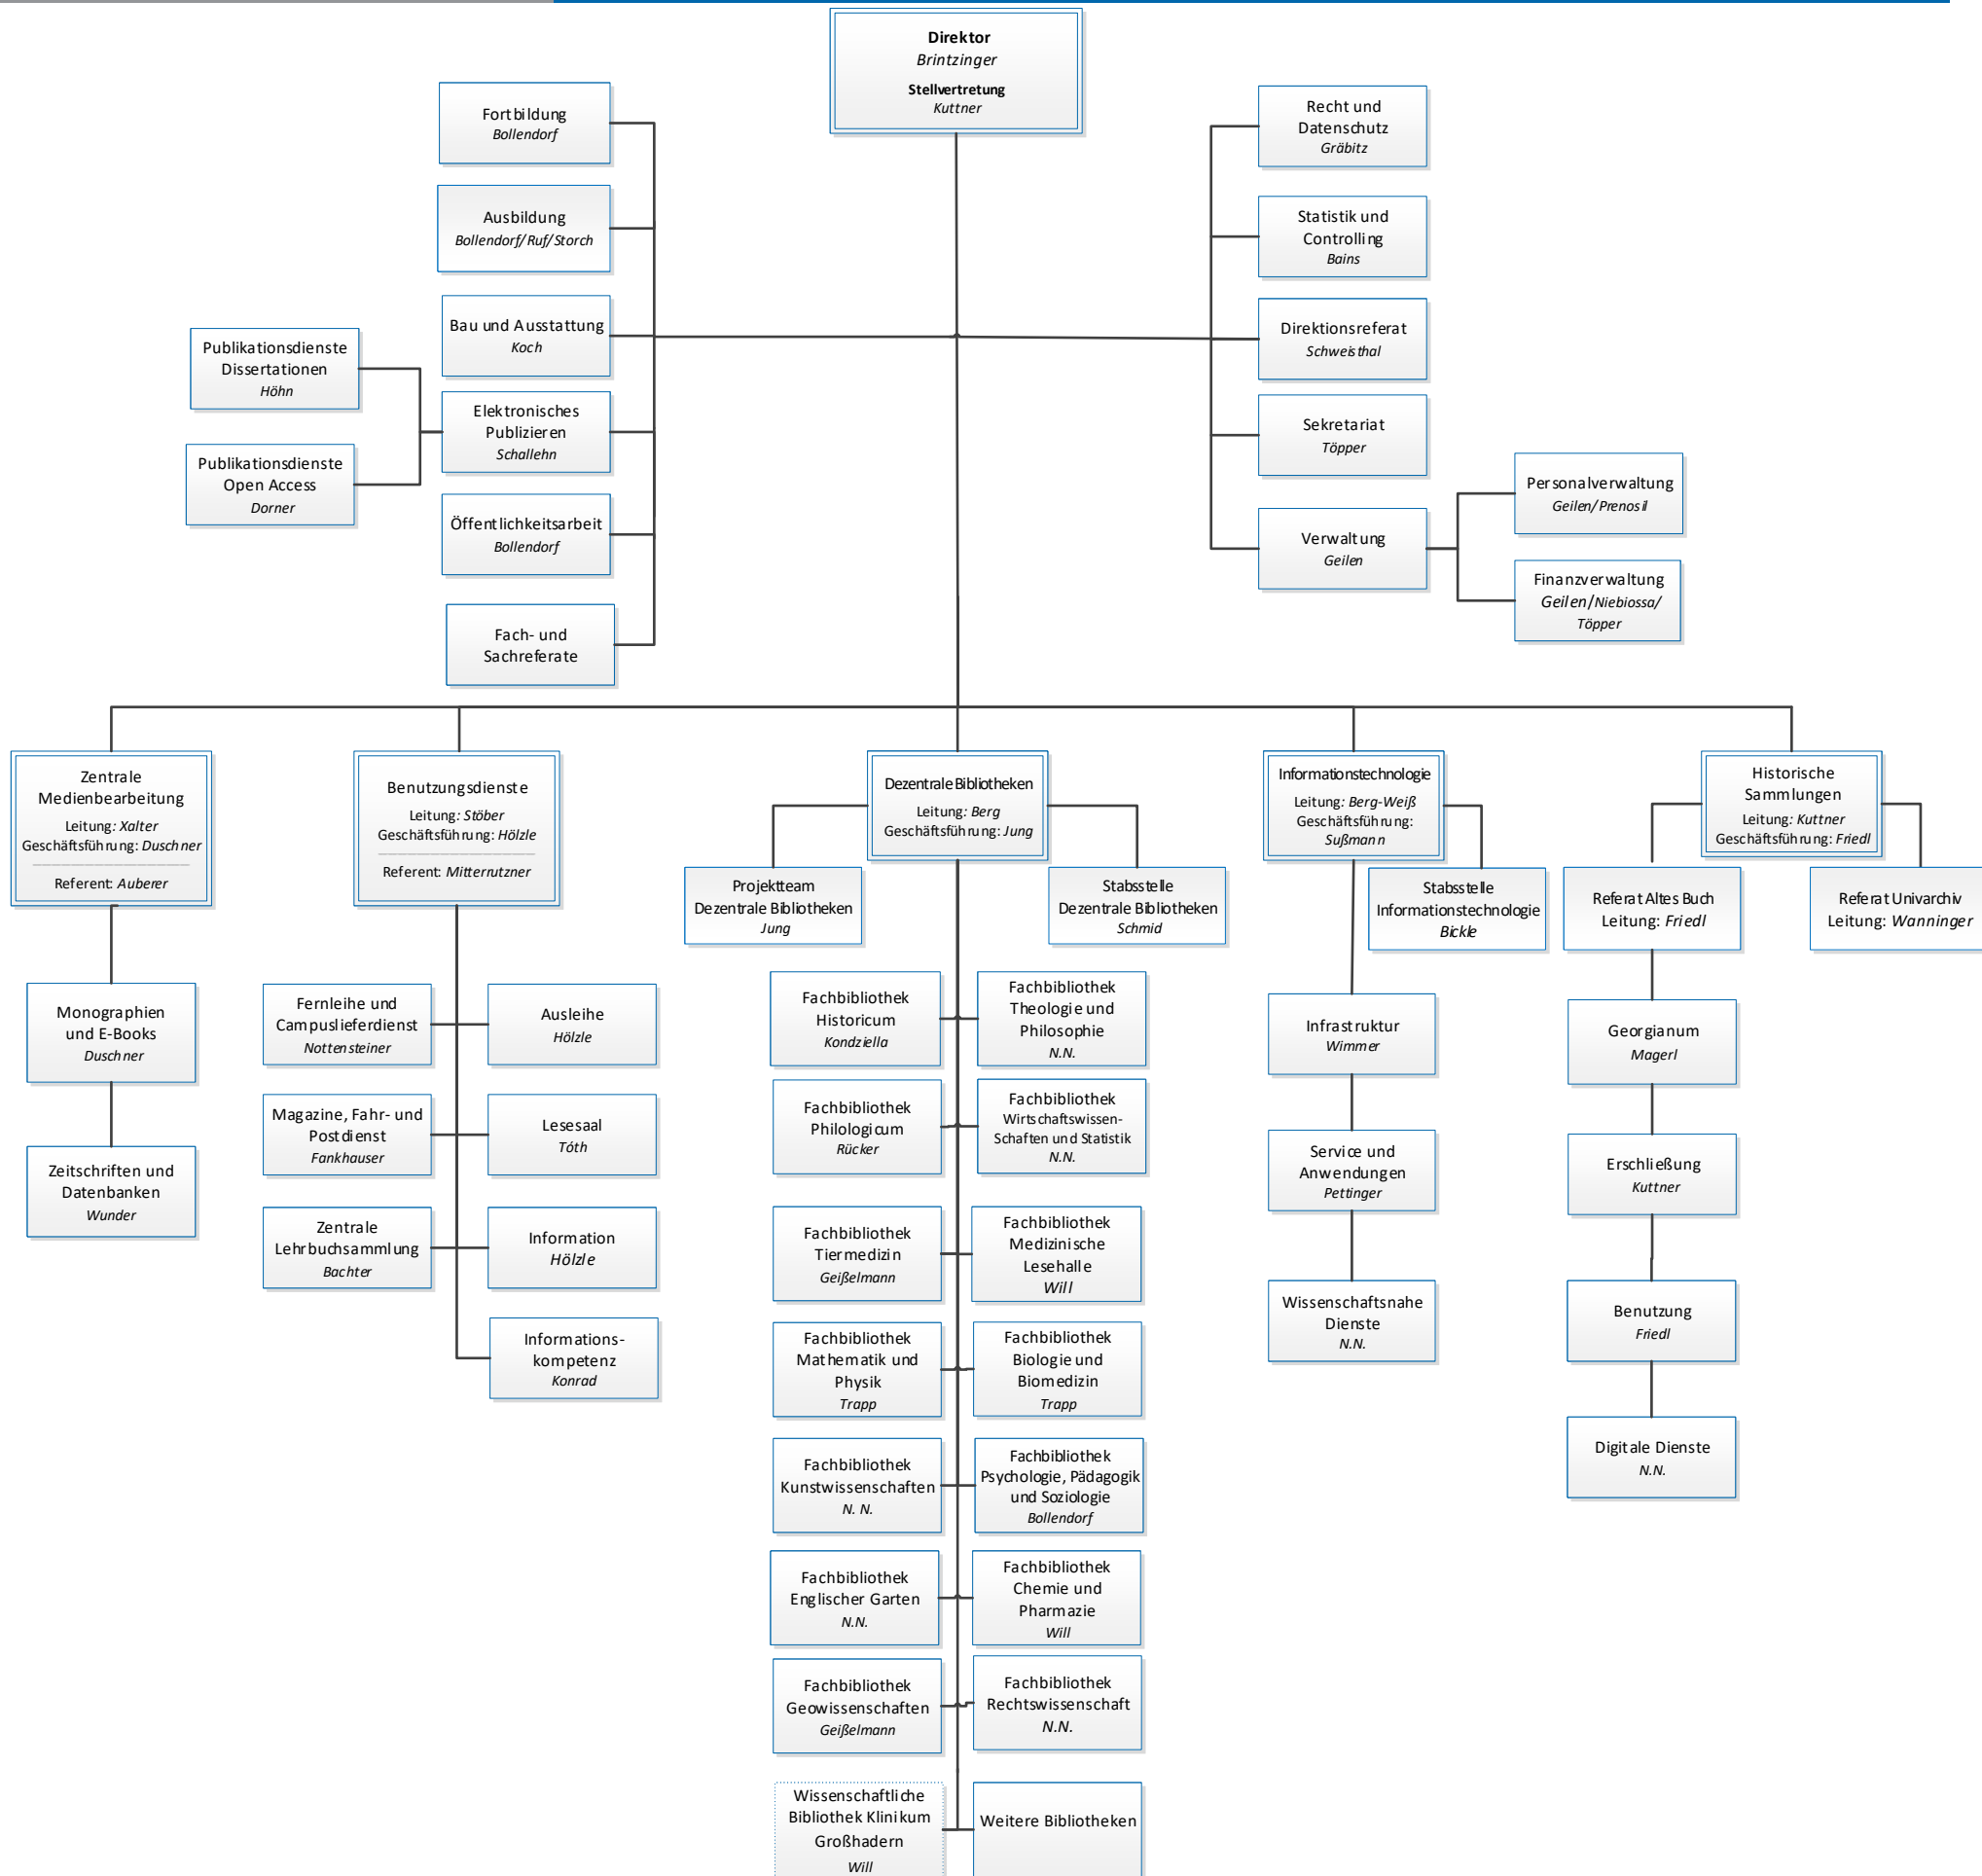 Direktor
Brintzinger
Stellvertretung
Kuttner
Fortbildung
Bollendorf
Ausbildung
Bollendorf/Ruf/Storch
Bau und Ausstattung
Koch
Publikationsdienste
Dissertationen
Höhn
Elektronisches
Publizieren
Schallehn
Publikationsdienste
Open Access
Dorner
Öffentlichkeitsarbeit
Bollendorf
Fach- und
Sachreferate
Recht und
Datenschutz
Gräbitz
Statistik und
Controlling
Bains
Direktionsreferat
Schweisthal
Sekretariat
Töpper
Verwaltung
Geilen
Personalverwaltung
Geilen/Prenosil
Finanzverwaltung
Geilen/Niebiossa/
Töpper
Zentrale
Medienbearbeitung
Leitung: Xalter
Geschäftsführung: Duschner
Referent: Auberer
Monographien
und E-Books
Duschner
Zeitschriften und
Datenbanken
Wunder
Benutzungsdienste
Leitung: Stöber
Geschäftsführung: Hölzle
Referent: Mitterrutzner
Fernleihe und
Campuslieferdienst
Nottensteiner
Ausleihe
Hölzle
Magazine, Fahr- und
Postdienst
Fankhauser
Lesesaal
Tóth
Zentrale
Lehrbuchsammlung
Bachter
Information
Hölzle
Informations-
kompetenz
Konrad
Dezentrale Bibliotheken
Leitung: Berg
Geschäftsführung: Jung
Projektteam
Dezentrale Bibliotheken
Jung
Stabsstelle
Dezentrale Bibliotheken
Schmid
Fachbibliothek
Historicum
Kondziella
Fachbibliothek
Theologie und
Philosophie
N.N.
Fachbibliothek
Philologicum
Rücker
Fachbibliothek
Wirtschaftswissen-
Schaften und Statistik
N.N.
Fachbibliothek
Tiermedizin
Geißelmann
Fachbibliothek
Medizinische
Lesehalle
Will
Fachbibliothek
Mathematik und
Physik
Trapp
Fachbibliothek
Biologie und
Biomedizin
Trapp
Fachbibliothek
Kunstwissenschaften
N. N.
Fachbibliothek
Psychologie, Pädagogik
und Soziologie
Bollendorf
Fachbibliothek
Englischer Garten
N.N.
Fachbibliothek
Chemie und
Pharmazie
Will
Fachbibliothek
Geowissenschaften
Geißelmann
Fachbibliothek
Rechtswissenschaft
N.N.
Wissenschaftliche
Bibliothek Klinikum
Großhadern
Will
Weitere Bibliotheken
Informationstechnologie
Leitung: Berg-Weiß
Geschäftsführung:
Sußmann
Stabsstelle
Informationstechnologie
Bickle
Infrastruktur
Wimmer
Service und
Anwendungen
Pettinger
Wissenschaftsnahe
Dienste
N.N.
Historische
Sammlungen
Leitung: Kuttner
Geschäftsführung: Friedl
Referat Altes Buch
Leitung: Friedl
Referat Univarchiv
Leitung: Wanninger
Georgianum
Magerl
Erschließung
Kuttner
Benutzung
Friedl
Digitale Dienste
N.N.